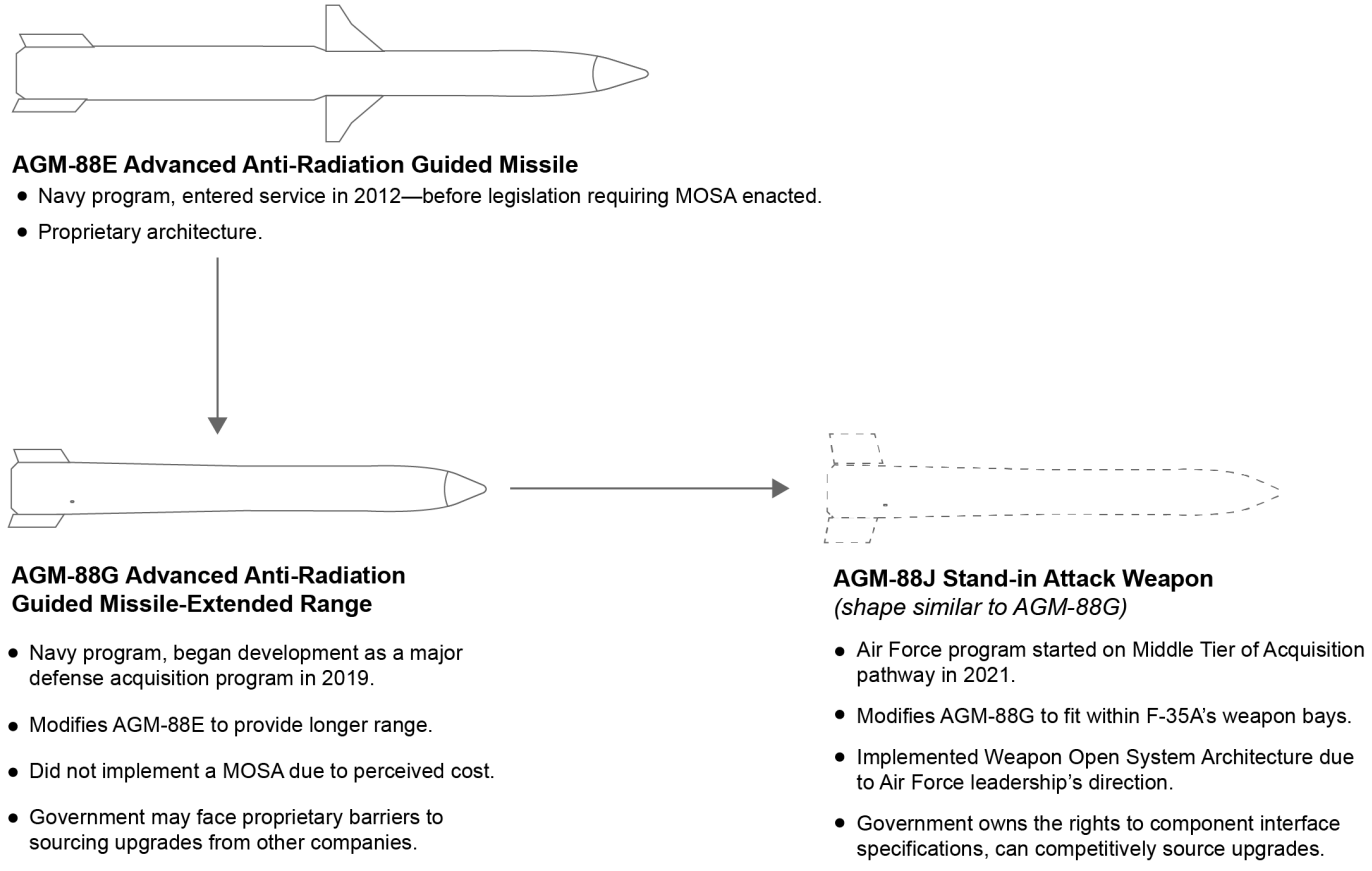 AGM-88E Advanced Anti-Radiation Guided Missile
● Navy program, entered service in 2012—before legislation requiring MOSA enacted.
● Proprietary architecture.
AGM-88G Advanced Anti-Radiation
Guided Missile-Extended Range
● Navy program, began development as a major
defense acquisition program in 2019.
● Modifies AGM-88E to provide longer range.
● Did not implement a MOSA due to perceived cost.
● Government may face proprietary barriers to
sourcing upgrades from other companies.
AGM-88J Stand-in Attack Weapon
(shape similar to AGM-88G)
● Air Force program started on Middle Tier of Acquisition
pathway in 2021.
● Modifies AGM-88G to fit within F-35A’s weapon bays.
● Implemented Weapon Open System Architecture due
to Air Force leadership’s direction.
● Government owns the rights to component interface
specifications, can competitively source upgrades.